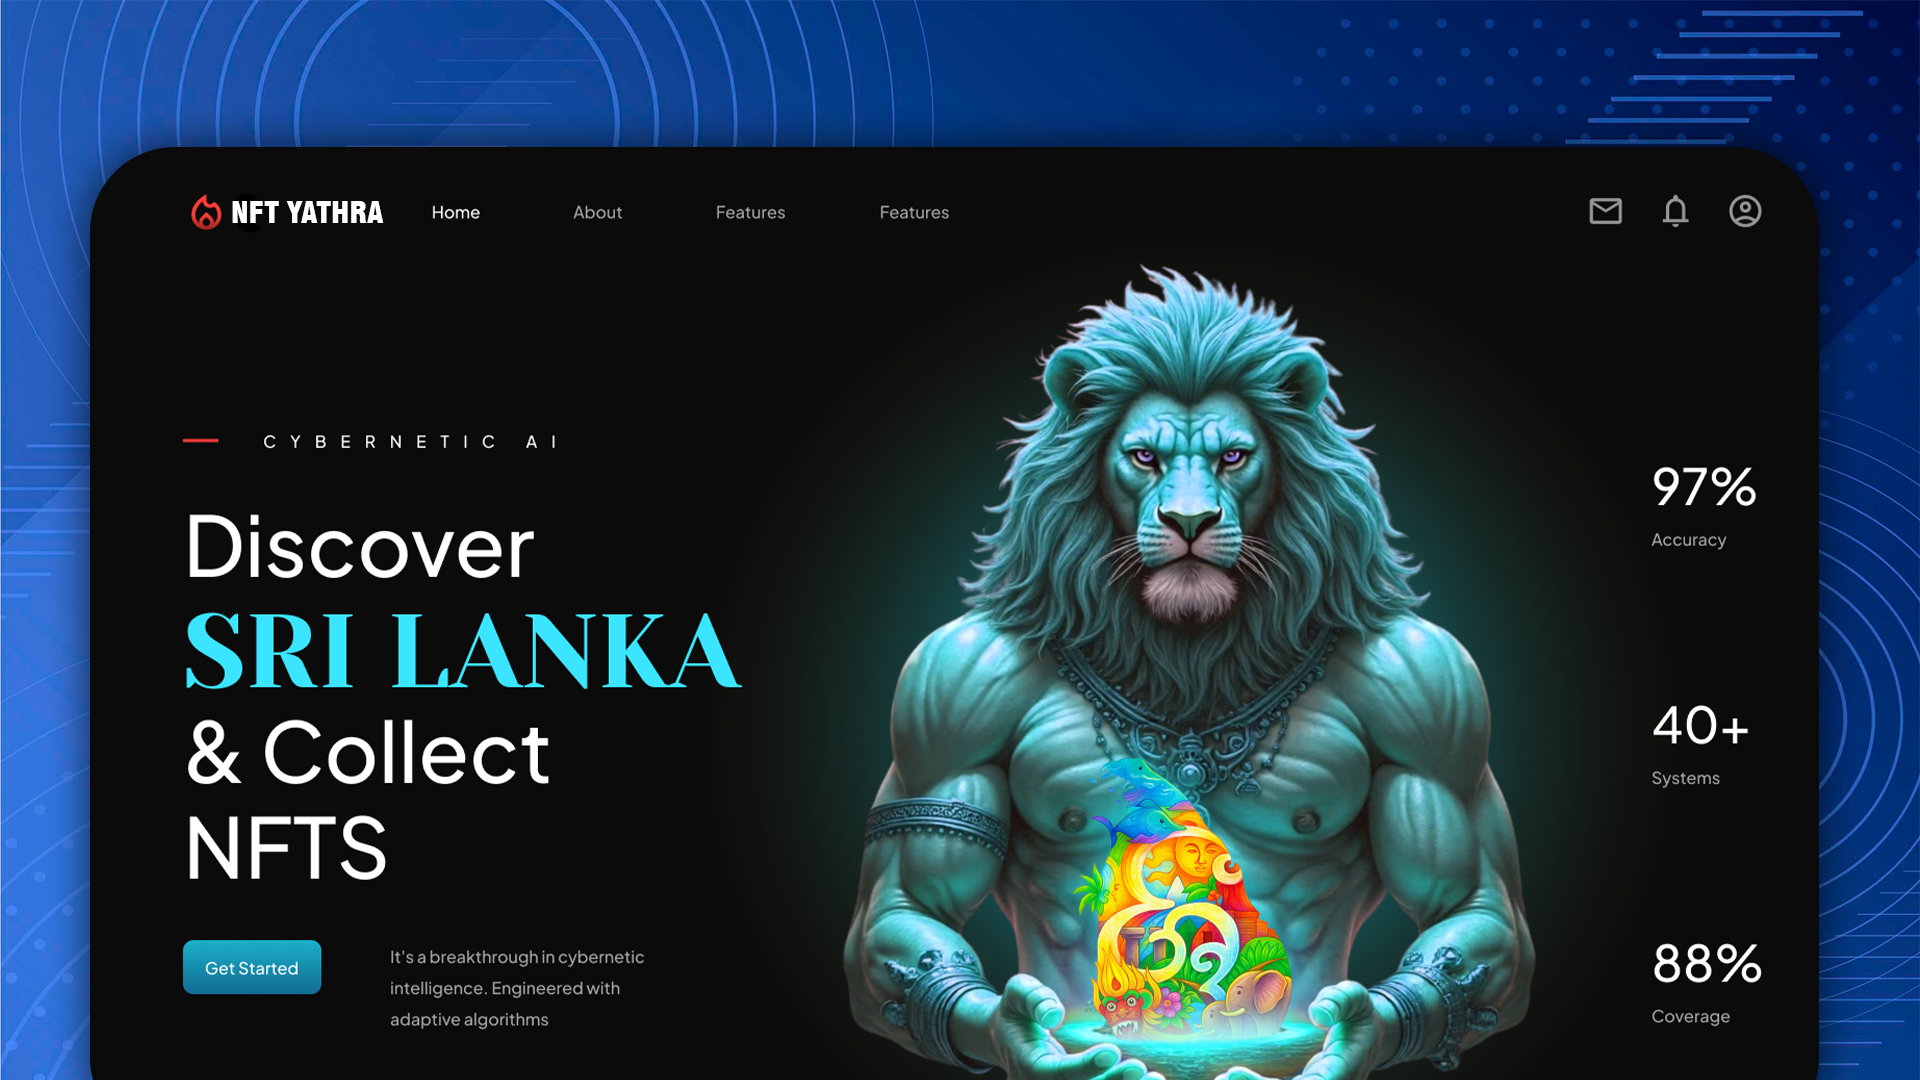 NFT YATHRA
Home
About
Features
Features
CYBERNETIC AI
Discover
SRI LANKA
& Collect
NFTS
Get Started
It's a breakthrough in cybernetic
intelligence. Engineered with
adaptive algorithms
97%
Accuracy
40+
Systems
88%
Coverage
ශ්‍රී